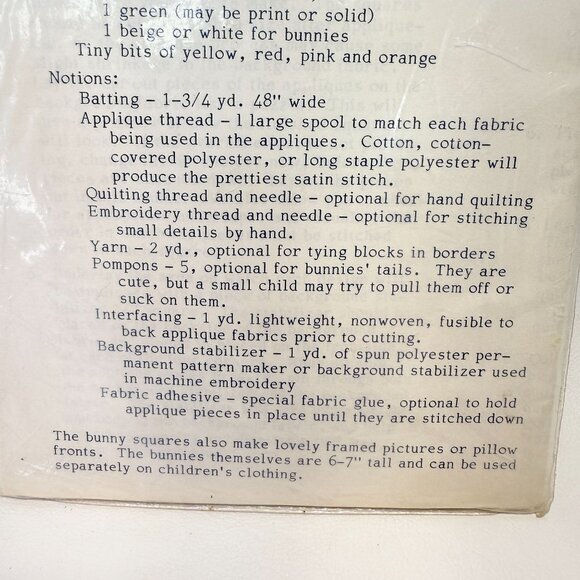 1 green (may be print or solid)
1 beige or white for bunnies
Tiny bits of yellow, red, pink and orange
Notions:
Batting - 1-3/4 yd. 48" wide
Applique thread - 1 large spool to match each fabric
being used in the appliques. Cotton, cotton-
covered polyester, or long staple polyester will
produce the prettiest satin stitch.
Quilting thread and needle - optional for hand quilting
Embroidery thread and needle - optional for stitching
small details by hand.
Yarn - 2 yd., optional for tying blocks in borders
Pompons - 5, optional for bunnies' tails. They are
cute, but a small child may try to pull them off or
suck on them.
Interfacing - 1 yd. lightweight, nonwoven, fusible to
back applique fabrics prior to cutting.
Background stabilizer - 1 yd. of spun polyester per-
manent pattern maker or background stabilizer used
in machine embroidery
Fabric adhesive - special fabric glue, optional to hold
applique pieces in place until they are stitched down
The bunny squares also make lovely framed pictures or pillow
fronts. The bunnies themselves are 6-7" tall and can be used
separately on children's clothing.